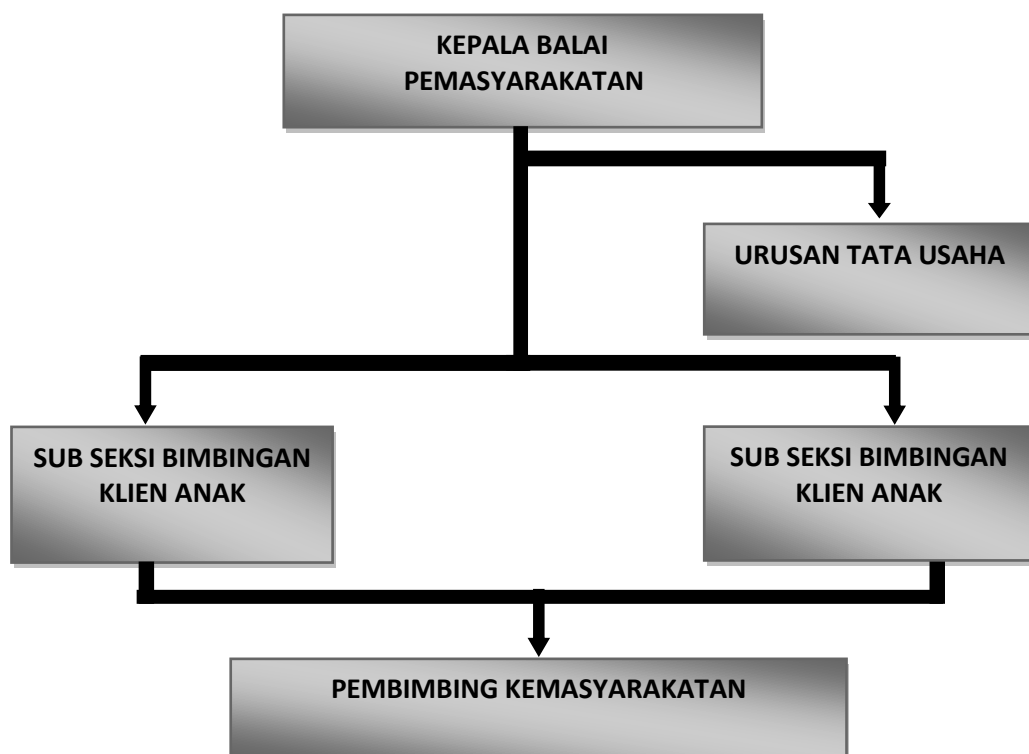 KEPALA BALAI
PEMASYARAKATAN
URUSAN TATA USAHA
SUB SEKSI BIMBINGAN
KLIEN ANAK
SUB SEKSI BIMBINGAN
KLIEN ANAK
PEMBIMBING KEMASYARAKATAN